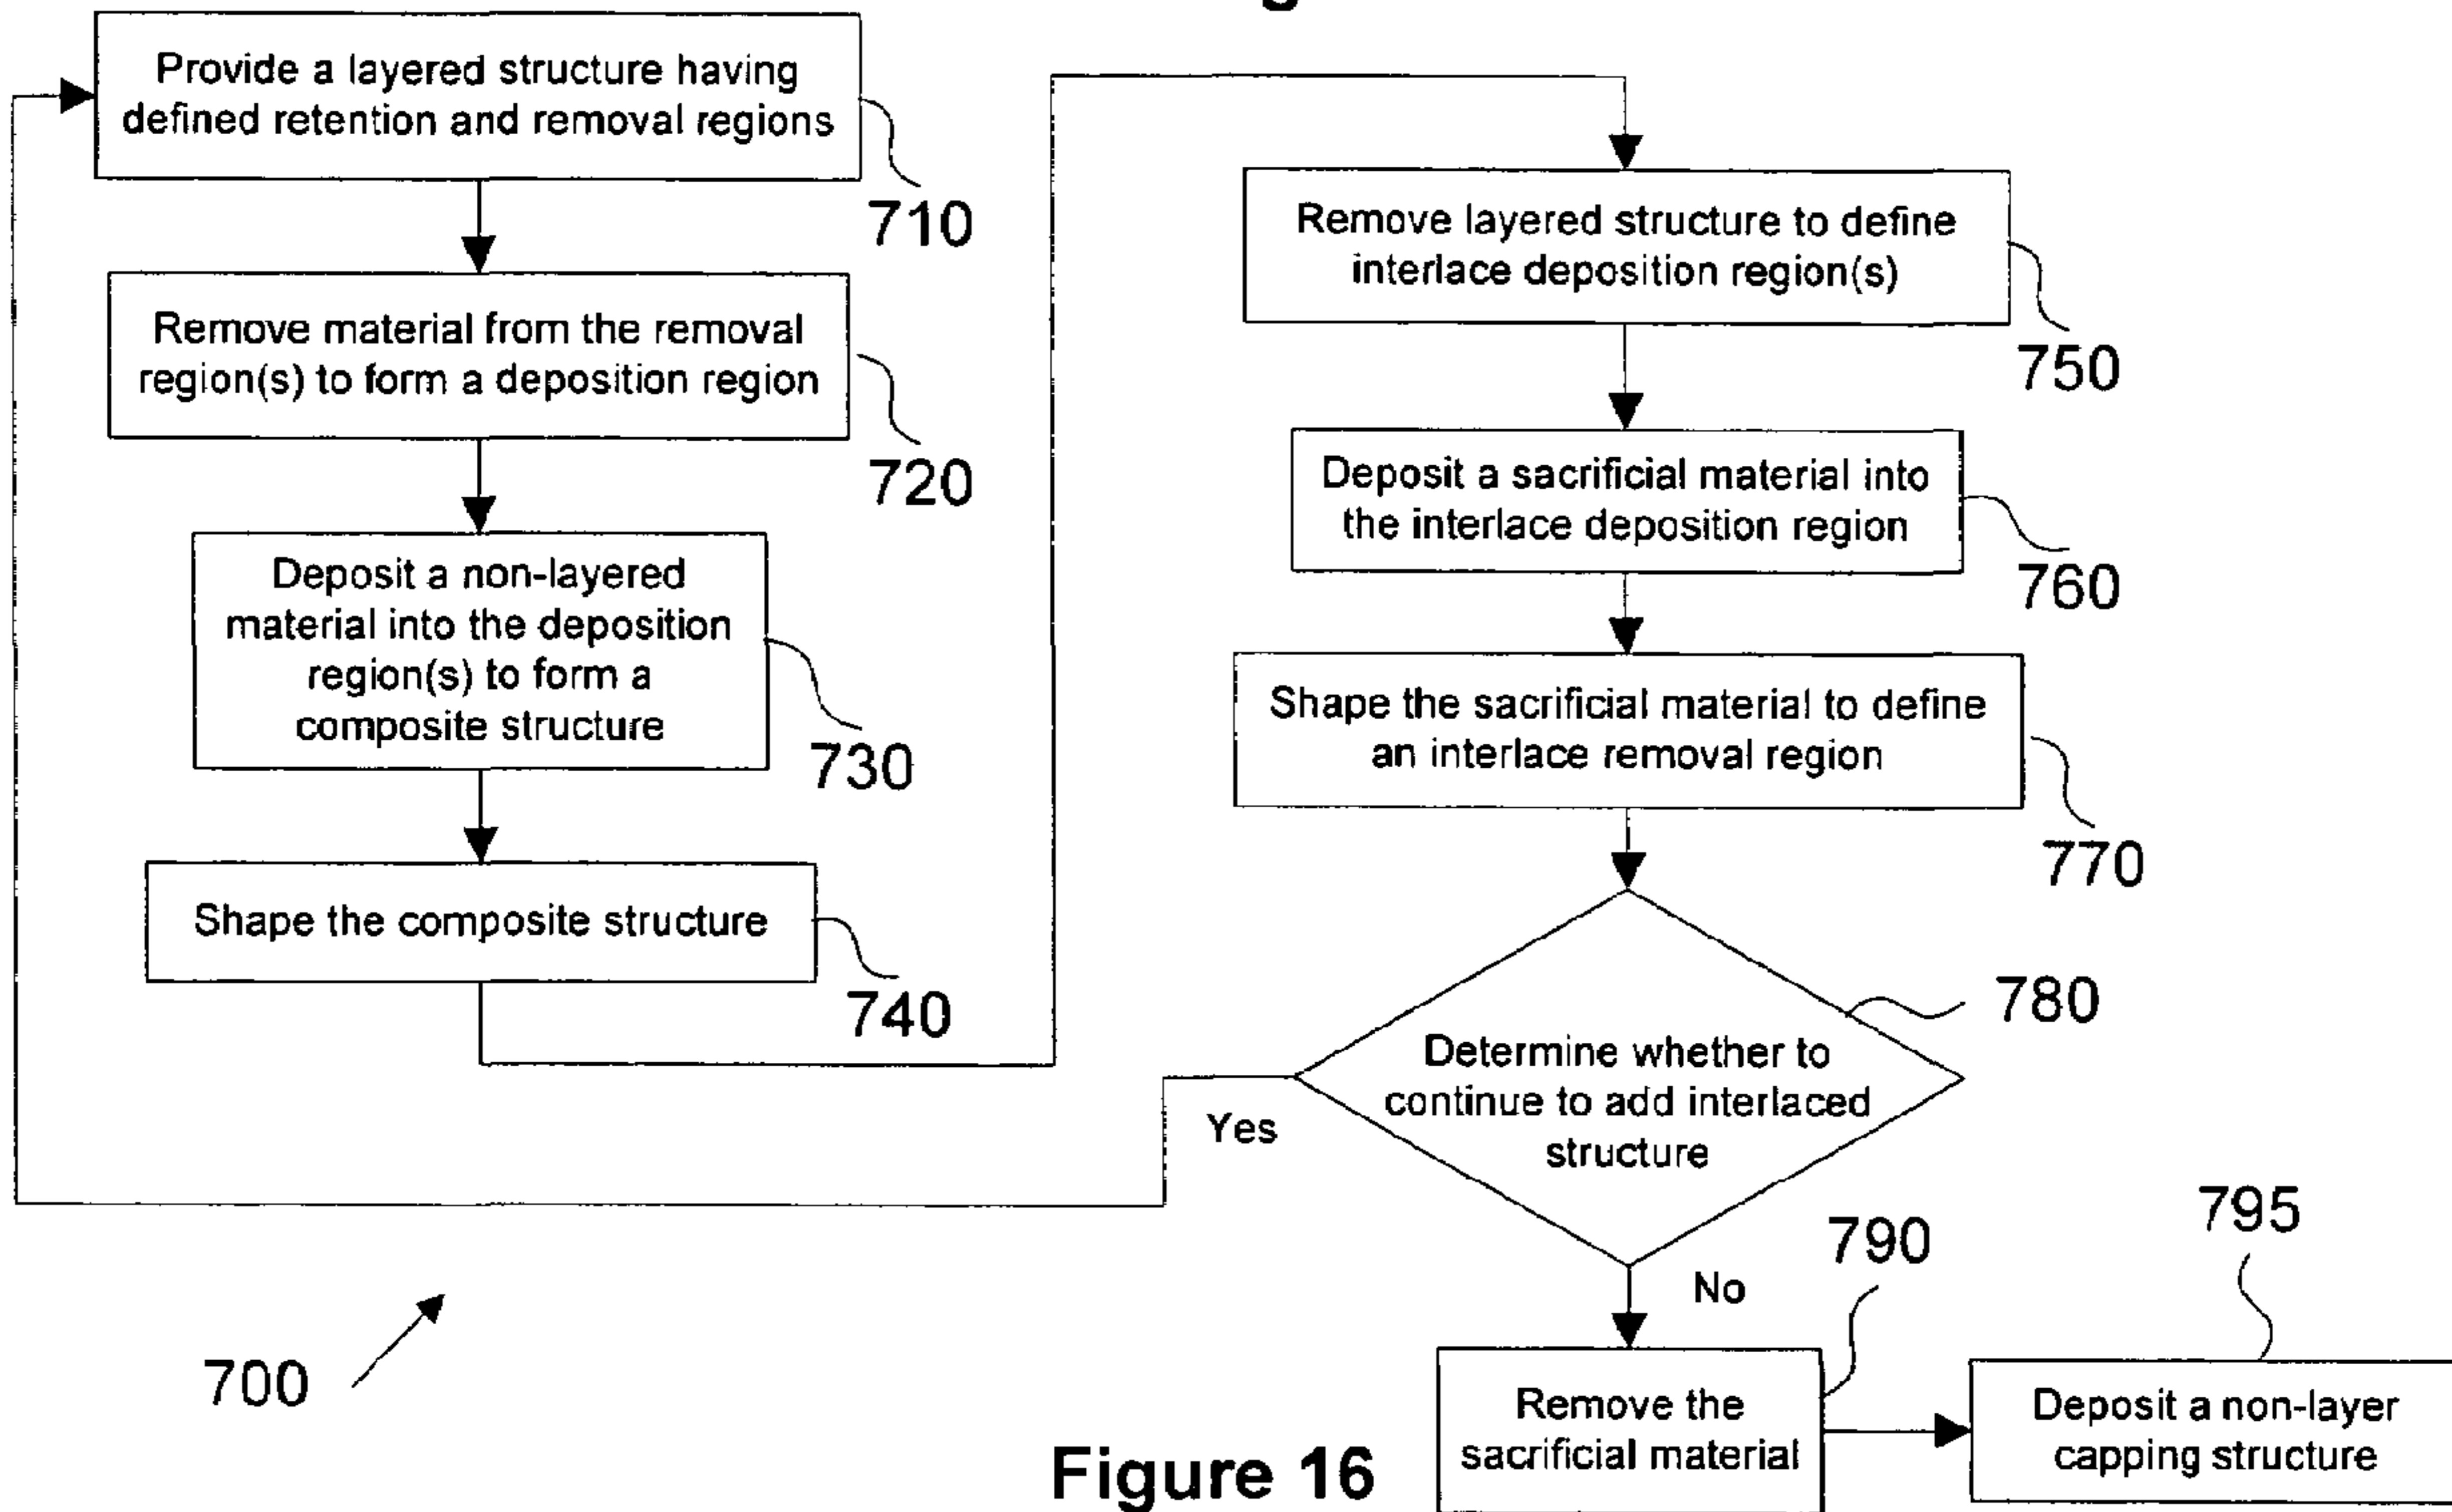 Provide a layered structure having
defined retention and removal regions
710
Remove material from the removal
region(s) to form a deposition region
720
Deposit a non-layered
material into the deposition
region(s) to form a
composite structure
730
Shape the composite structure
740
Remove layered structure to define
interlace deposition region(s)
750
Deposit a sacrificial material into
the interlace deposition region
760
Shape the sacrificial material to define
an interlace removal region
770
Determine whether to
continue to add interlaced
structure
780
Yes
No
Remove the
sacrificial material
790
Deposit a non-layer
capping structure
795
700
Figure 16